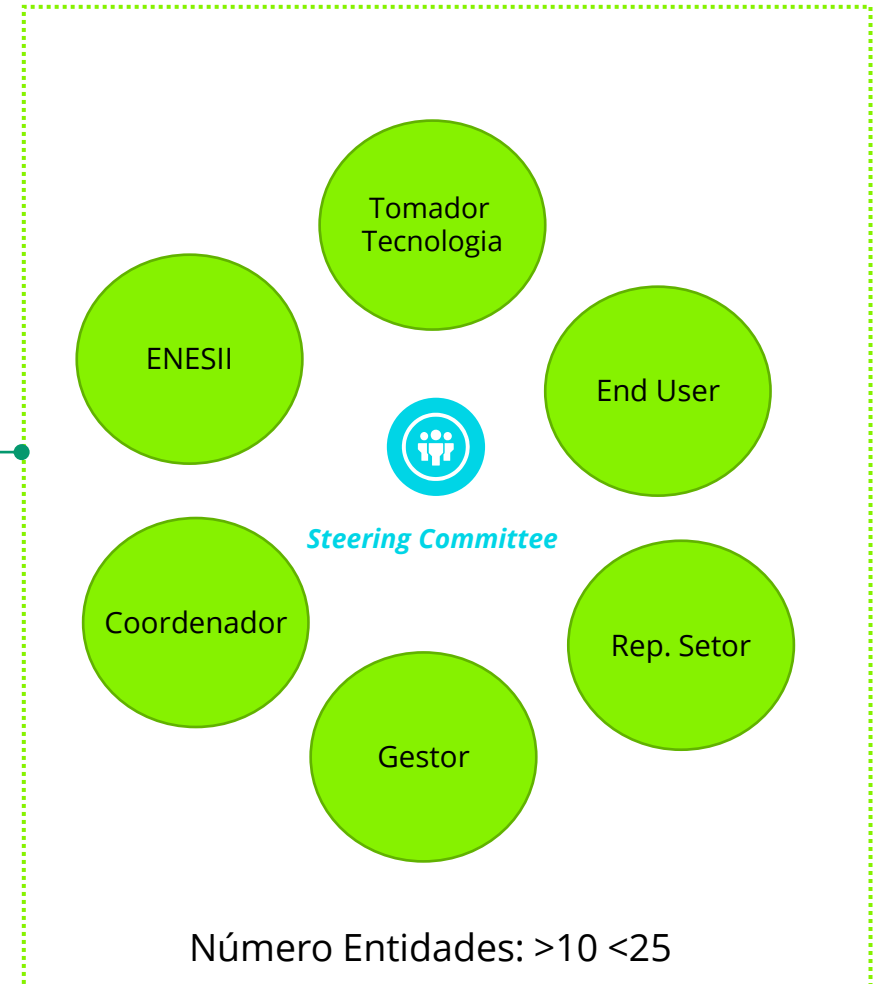 Tomador
Tecnologia
ENESII
End User
Steering Committee
Coordenador
Rep. Setor
Gestor
Número Entidades: >10 <25